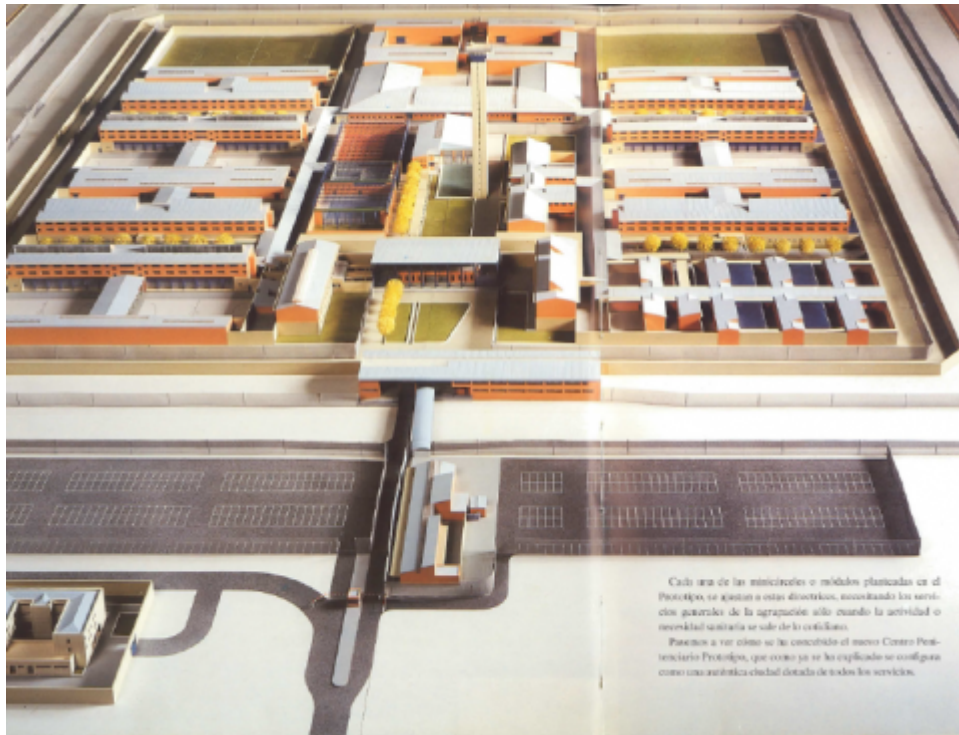 Cada una de las minicárceles o módulos planteadas en el
Prototipo, se ajustan a estas directrices, necesitando los servi-
cios generales de la agrupación sólo cuando la actividad o
necesidad sanitaria se sale de lo cotidiano.
Pasemos a ver cómo se ha concebido el nuevo Centro Peni-
tenciario Prototipo, que como ya se ha explicado se configura
como una auténtica ciudad dotada de todos los servicios.